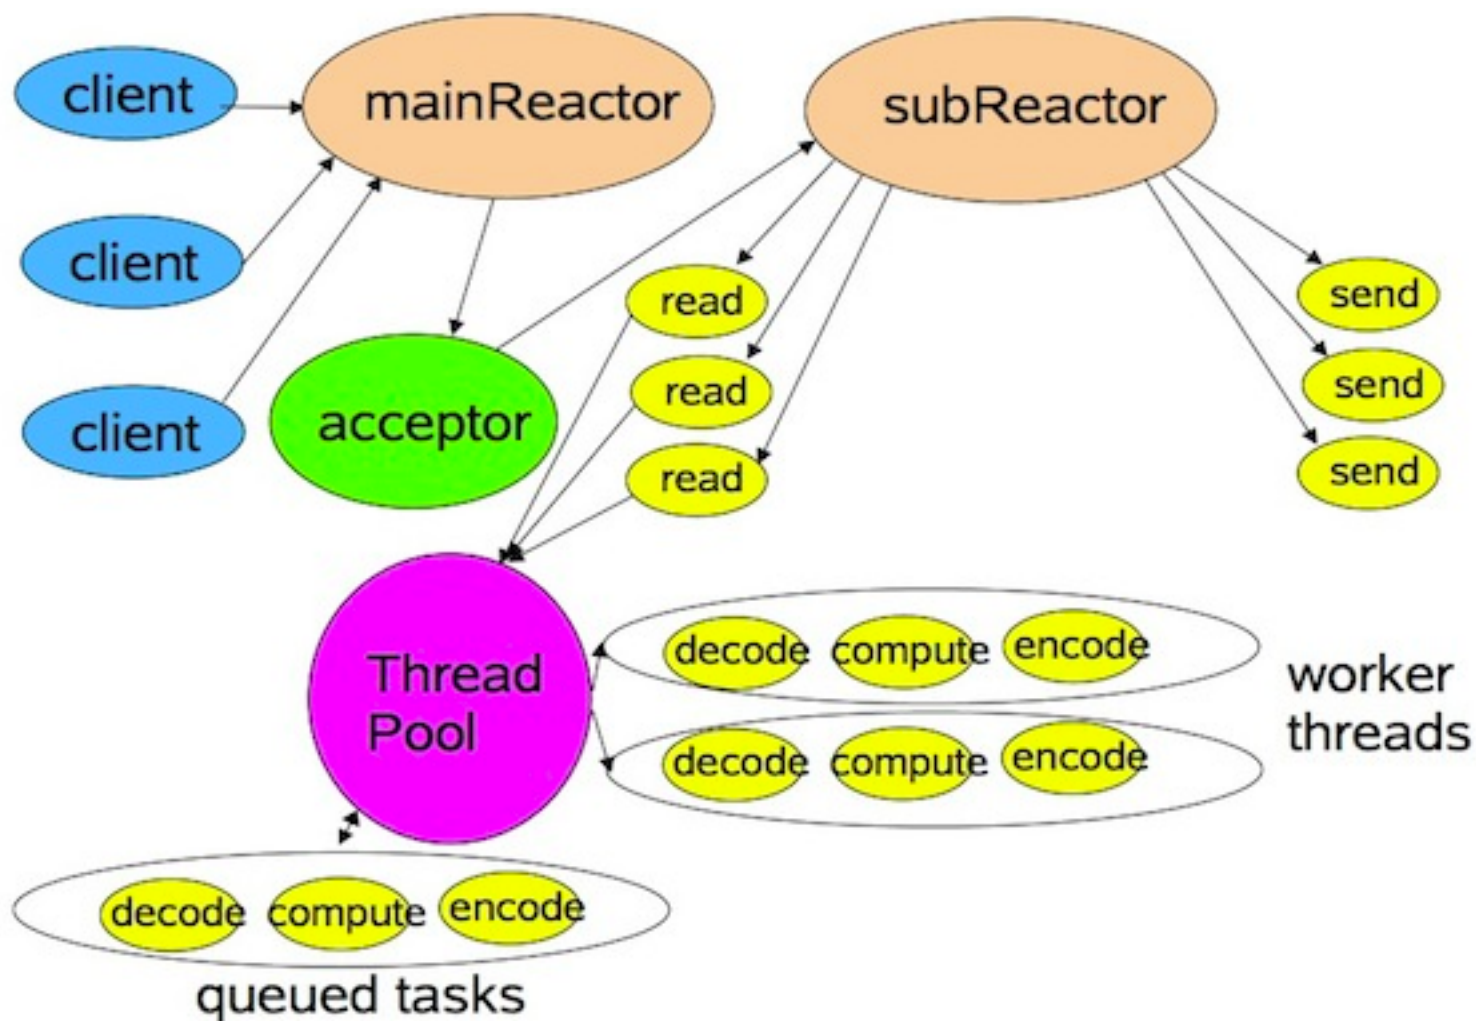 client
mainReactor
subReactor
client
read
send
client
acceptor
read
send
read
send
Thread
Pool
decode compute encode
worker
threads
decode compute encode
decode compute encode
queued tasks